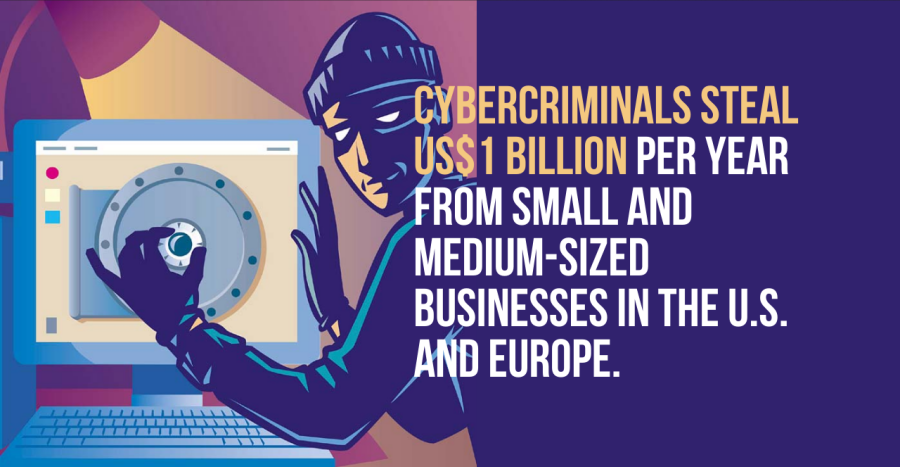 CYBERCRIMINALS STEAL
US$1 BILLION PER YEAR
FROM SMALL AND
MEDIUM-SIZED
BUSINESSES IN THE U.S.
AND EUROPE.